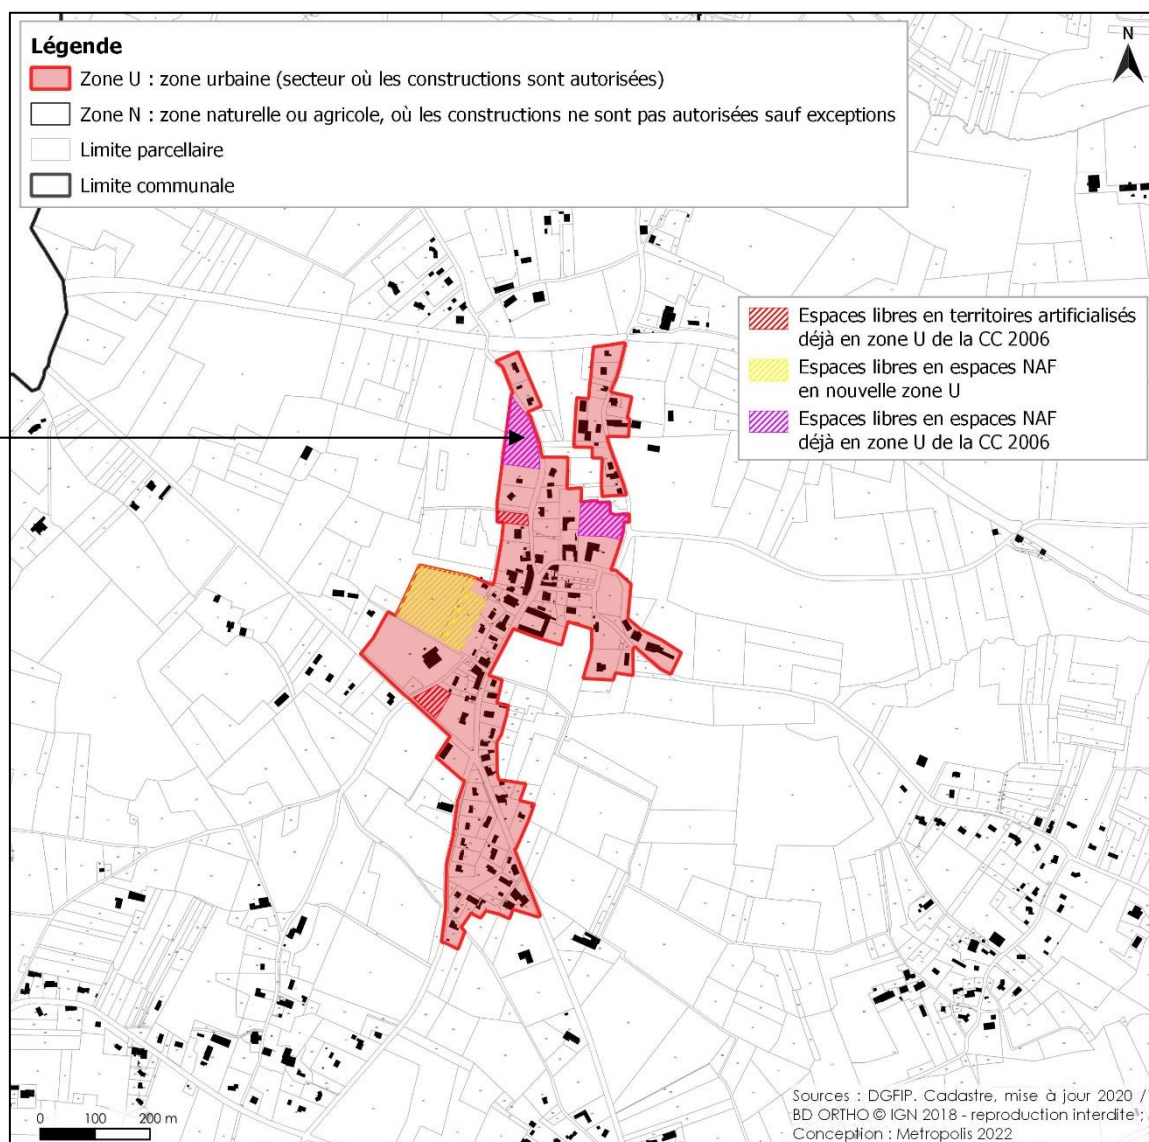 Légende
Zone U : zone urbaine (secteur où les constructions sont autorisées)
Zone N : zone naturelle ou agricole, où les constructions ne sont pas autorisées sauf exceptions
Limite parcellaire
Limite communale
N
Espaces libres en territoires artificialisés
déjà en zone U de la CC 2006
Espaces libres en espaces NAF
en nouvelle zone U
Espaces libres en espaces NAF
déjà en zone U de la CC 2006
0 100 200 m
Sources : DGFIP. Cadastre, mise à jour 2020 /
BD ORTHO © IGN 2018 - reproduction interdite ;
Conception : Metropolis 2022